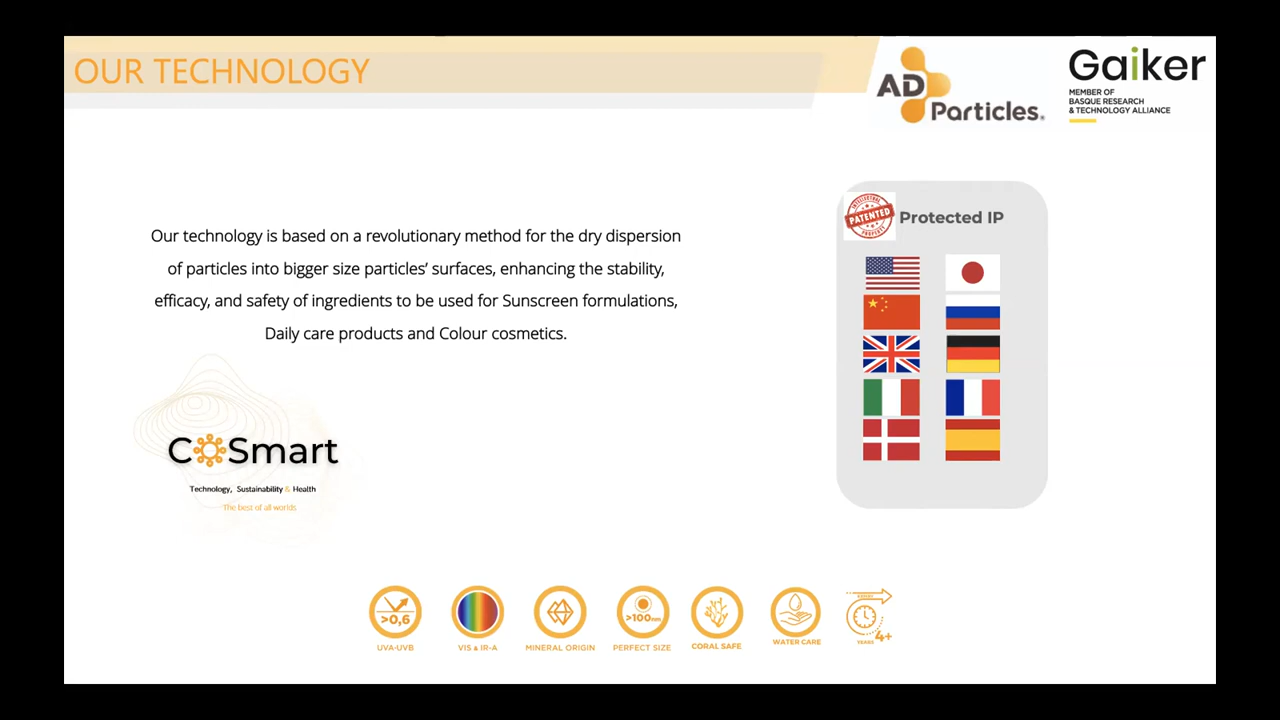 OUR TECHNOLOGY
AD
Particles®
Gaiker
MEMBER OF
BASQUE RESEARCH
& TECHNOLOGY ALLIANCE
Our technology is based on a revolutionary method for the dry dispersion
of particles into bigger size particles’ surfaces, enhancing the stability,
efficacy, and safety of ingredients to be used for Sunscreen formulations,
Daily care products and Colour cosmetics.
INTELLECTUAL
PATENTED
PROPERTY
Protected IP
CoSmart
Technology, Sustainability & Health
The best of all worlds
>0,6
UVA-UVB
VIS & IR-A
MINERAL ORIGIN
>100nm
PERFECT SIZE
CORAL SAFE
WATER CARE
4+
YEARS